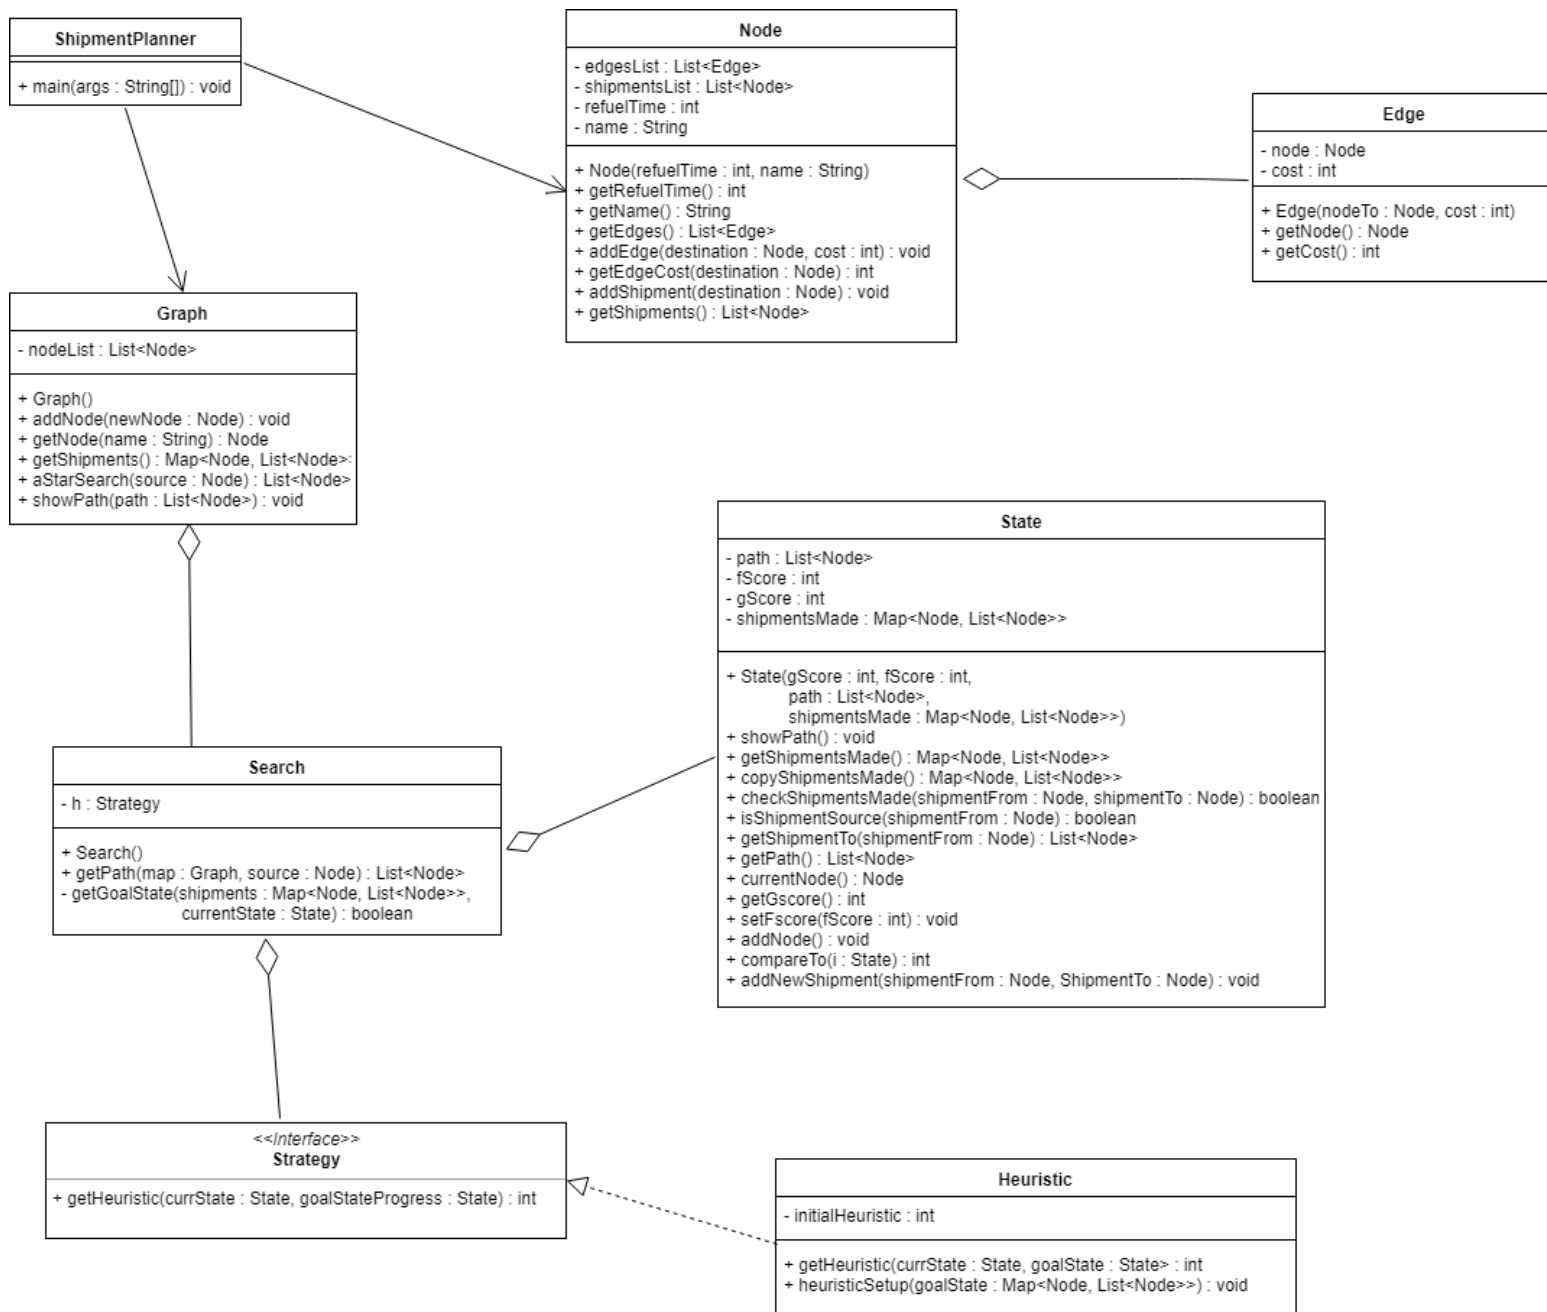 ShipmentPlanner
+ main(args : String[]) : void
Node
- edgesList : List<Edge>
- shipmentsList : List<Node>
- refuelTime : int
- name : String
+ Node(refuelTime : int, name : String)
+ getRefuelTime() : int
+ getName() : String
+ getEdges() : List<Edge>
+ addEdge(destination : Node, cost : int) : void
+ getEdgeCost(destination : Node) : int
+ addShipment(destination : Node) : void
+ getShipments() : List<Node>
Edge
- node : Node
- cost : int
+ Edge(nodeTo : Node, cost : int)
+ getNode() : Node
+ getCost() : int
Graph
- nodeList : List<Node>
+ Graph()
+ addNode(newNode : Node) : void
+ getNode(name : String) : Node
+ getShipments() : Map<Node, List<Node>:
+ aStarSearch(source : Node) : List<Node>
+ showPath(path : List<Node>) : void
State
- path : List<Node>
- fScore : int
- gScore : int
- shipmentsMade : Map<Node, List<Node>>
+ State(gScore : int, fScore : int,
path : List<Node>,
shipmentsMade : Map<Node, List<Node>>)
+ showPath() : void
+ getShipmentsMade() : Map<Node, List<Node>>
+ copyShipmentsMade() : Map<Node, List<Node>>
+ checkShipmentsMade(shipmentFrom : Node, shipmentTo : Node) : boolean
+ isShipmentSource(shipmentFrom : Node) : boolean
+ getShipmentTo(shipmentFrom : Node) : List<Node>
+ getPath() : List<Node>
+ currentNode() : Node
+ getGscore() : int
+ setFscore(fScore : int) : void
+ addNode() : void
+ compareTo(i : State) : int
+ addNewShipment(shipmentFrom : Node, ShipmentTo : Node) : void
Search
- h : Strategy
+ Search()
+ getPath(map : Graph, source : Node) : List<Node>
- getGoalState(shipments : Map<Node, List<Node>>,
currentState : State) : boolean
<<Interface>>
Strategy
+ getHeuristic(currState : State, goalStateProgress : State) : int
Heuristic
- initialHeuristic : int
+ getHeuristic(currState : State, goalState : State> : int
+ heuristicSetup(goalState : Map<Node, List<Node>>) : void